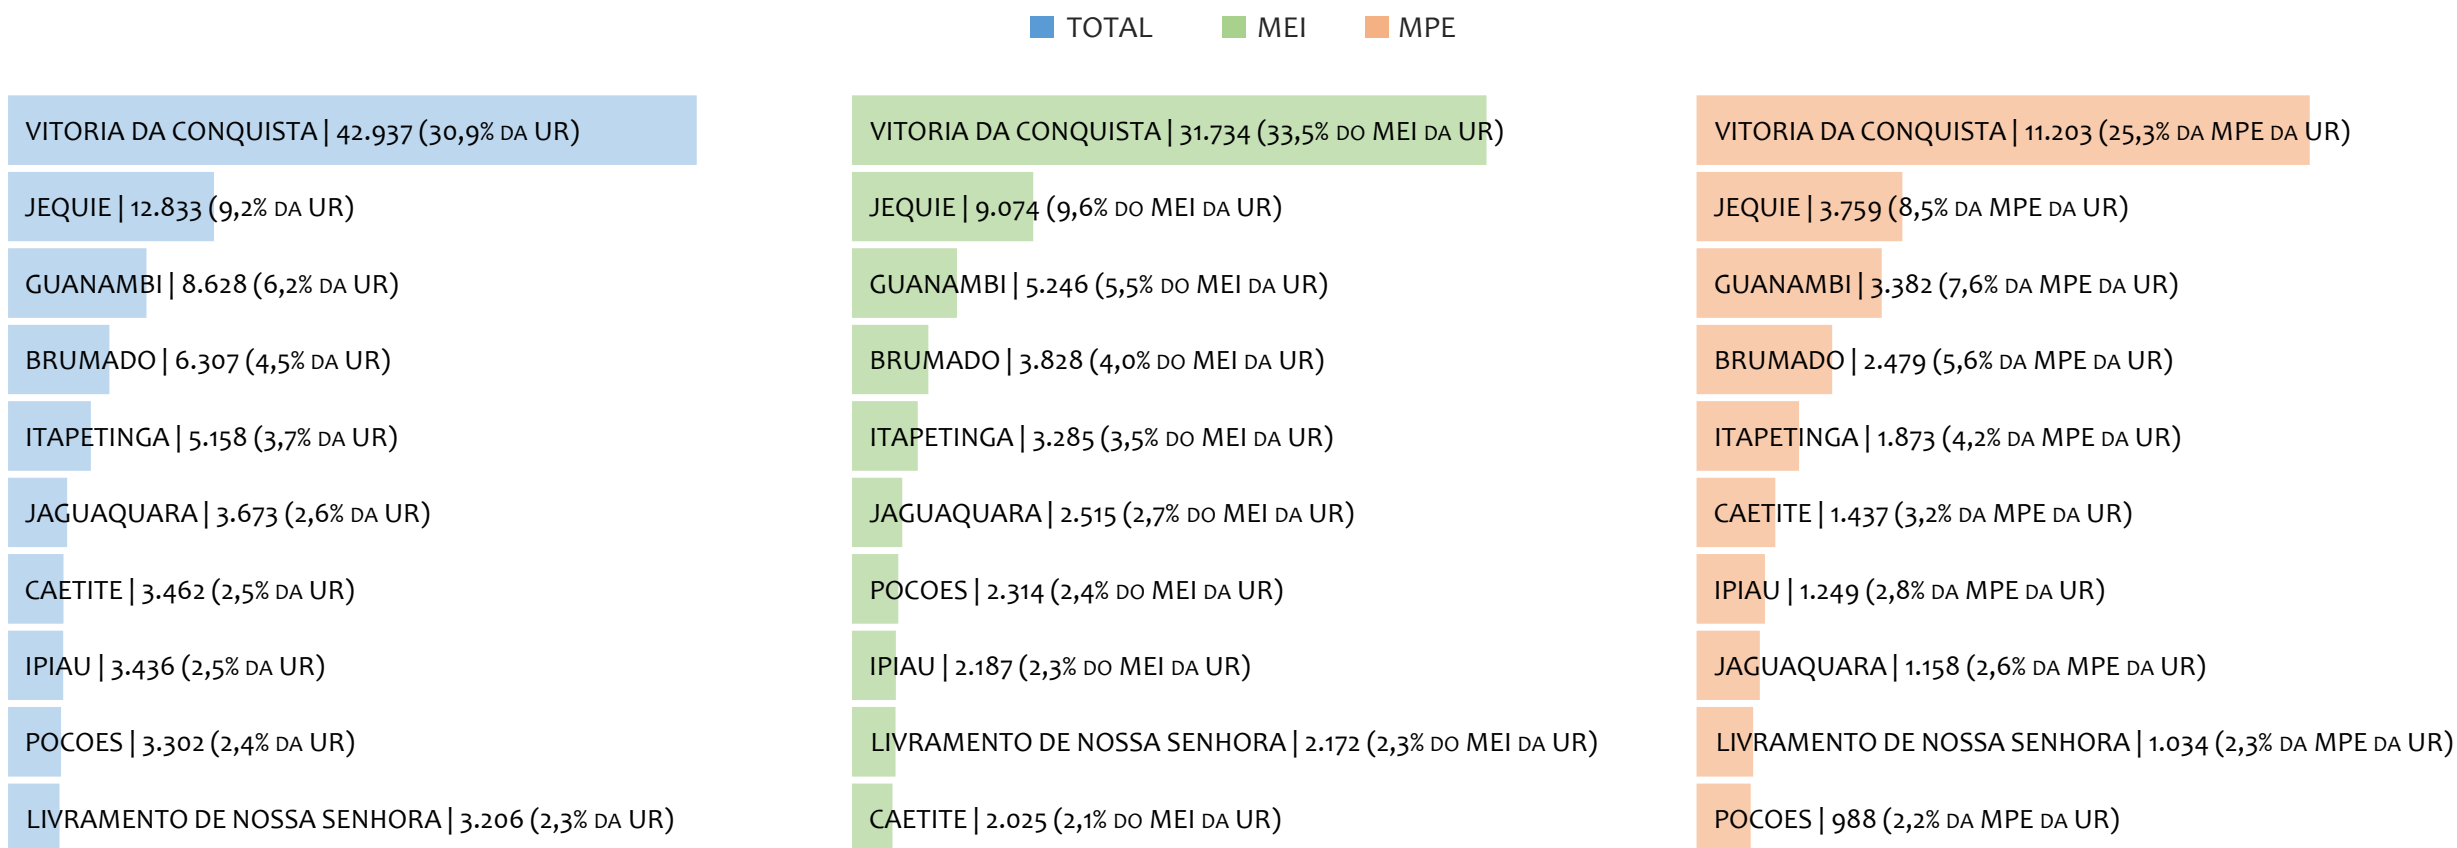 TOTAL MEI MPE
VITORIA DA CONQUISTA | 42.937 (30,9% DA UR)
JEQUIE | 12.833 (9,2% DA UR)
GUANAMBI | 8.628 (6,2% DA UR)
BRUMADO | 6.307 (4,5% DA UR)
ITAPETINGA | 5.158 (3,7% DA UR)
JAGUAQUARA | 3.673 (2,6% DA UR)
CAETITE | 3.462 (2,5% DA UR)
IPIAU | 3.436 (2,5% DA UR)
POCOES | 3.302 (2,4% DA UR)
LIVRAMENTO DE NOSSA SENHORA | 3.206 (2,3% DA UR)
VITORIA DA CONQUISTA | 31.734 (33,5% DO MEI DA UR)
JEQUIE | 9.074 (9,6% DO MEI DA UR)
GUANAMBI | 5.246 (5,5% DO MEI DA UR)
BRUMADO | 3.828 (4,0% DO MEI DA UR)
ITAPETINGA | 3.285 (3,5% DO MEI DA UR)
JAGUAQUARA | 2.515 (2,7% DO MEI DA UR)
POCOES | 2.314 (2,4% DO MEI DA UR)
IPIAU | 2.187 (2,3% DO MEI DA UR)
LIVRAMENTO DE NOSSA SENHORA | 2.172 (2,3% DO MEI DA UR)
CAETITE | 2.025 (2,1% DO MEI DA UR)
VITORIA DA CONQUISTA | 11.203 (25,3% DA MPE DA UR)
JEQUIE | 3.759 (8,5% DA MPE DA UR)
GUANAMBI | 3.382 (7,6% DA MPE DA UR)
BRUMADO | 2.479 (5,6% DA MPE DA UR)
ITAPETINGA | 1.873 (4,2% DA MPE DA UR)
CAETITE | 1.437 (3,2% DA MPE DA UR)
IPIAU | 1.249 (2,8% DA MPE DA UR)
JAGUAQUARA | 1.158 (2,6% DA MPE DA UR)
LIVRAMENTO DE NOSSA SENHORA | 1.034 (2,3% DA MPE DA UR)
POCOES | 988 (2,2% DA MPE DA UR)